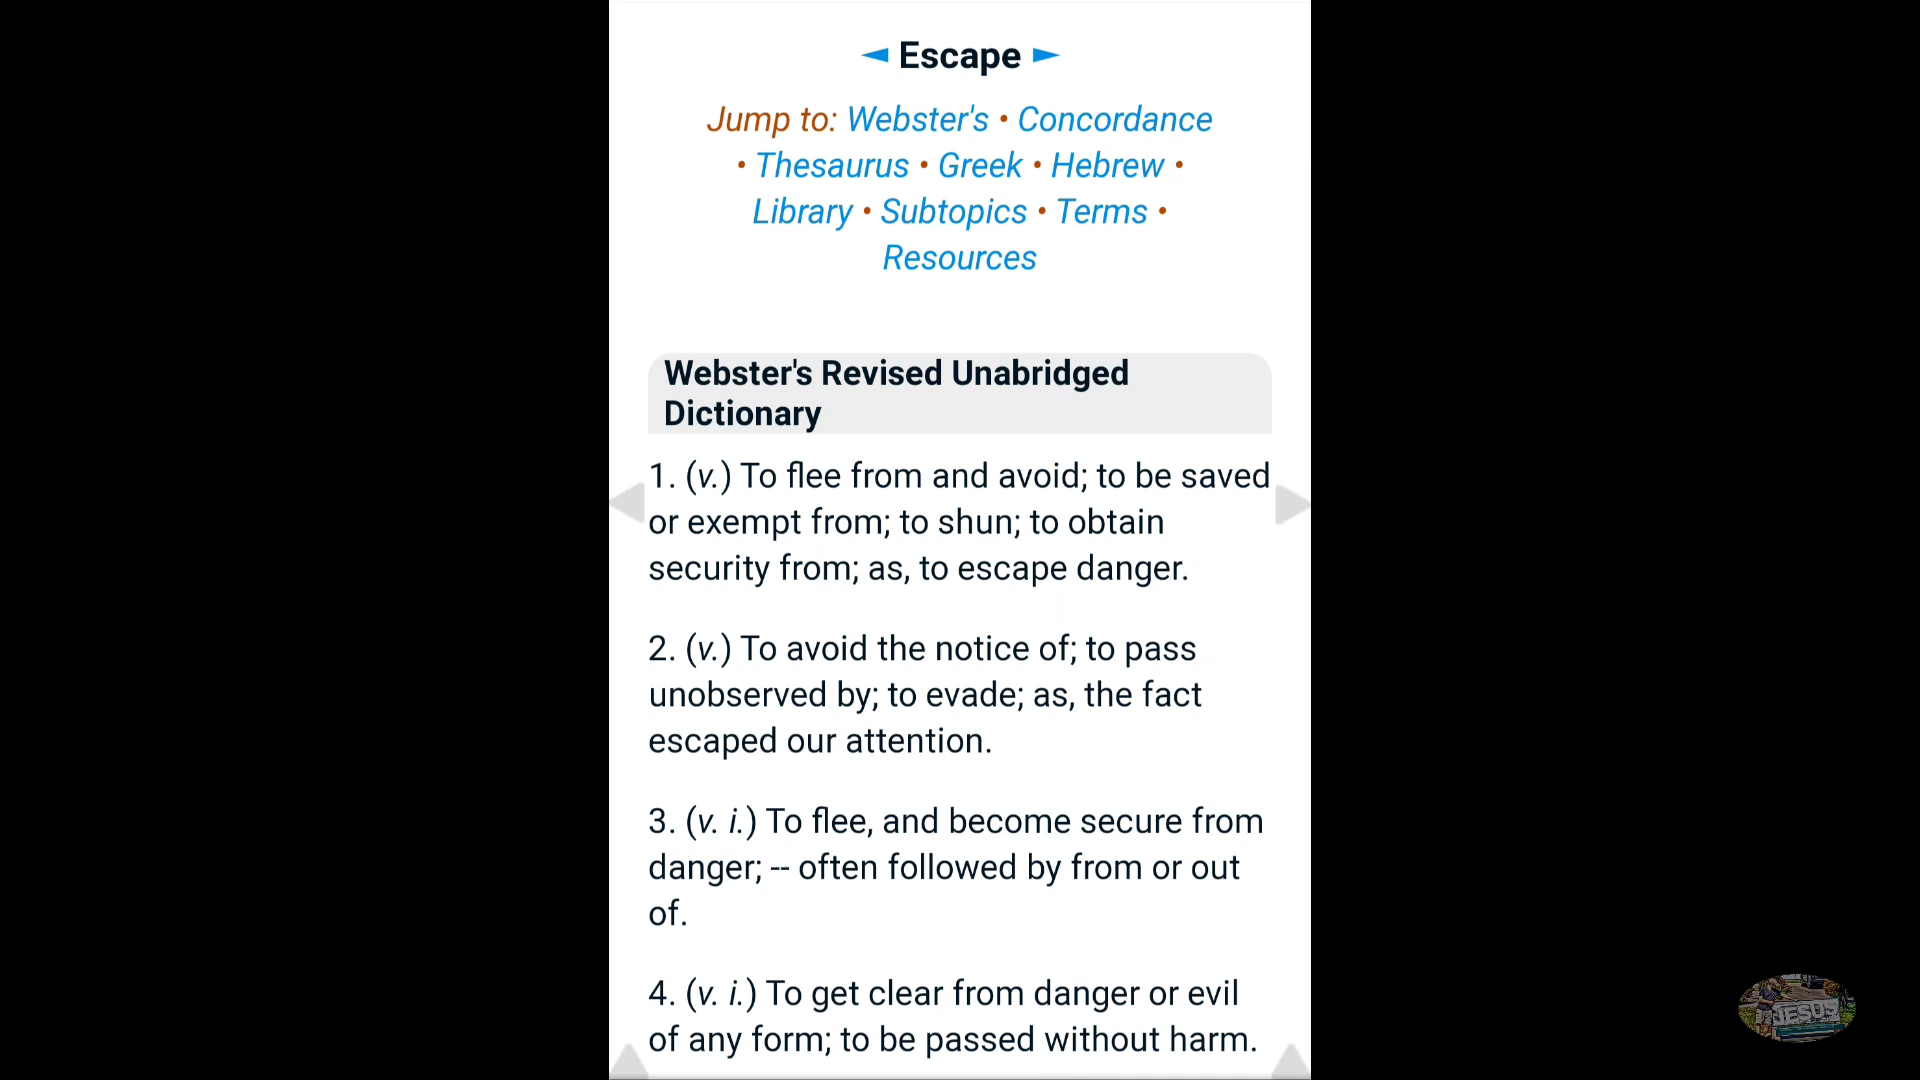 ◄ Escape ►
Jump to: Webster's • Concordance
• Thesaurus • Greek • Hebrew •
Library • Subtopics • Terms •
Resources
Webster's Revised Unabridged
Dictionary
1. (v.) To flee from and avoid; to be saved
or exempt from; to shun; to obtain
security from; as, to escape danger.
2. (v.) To avoid the notice of; to pass
unobserved by; to evade; as, the fact
escaped our attention.
3. (v. i.) To flee, and become secure from
danger; -- often followed by from or out
of.
4. (v. i.) To get clear from danger or evil
of any form; to be passed without harm.
JESUS